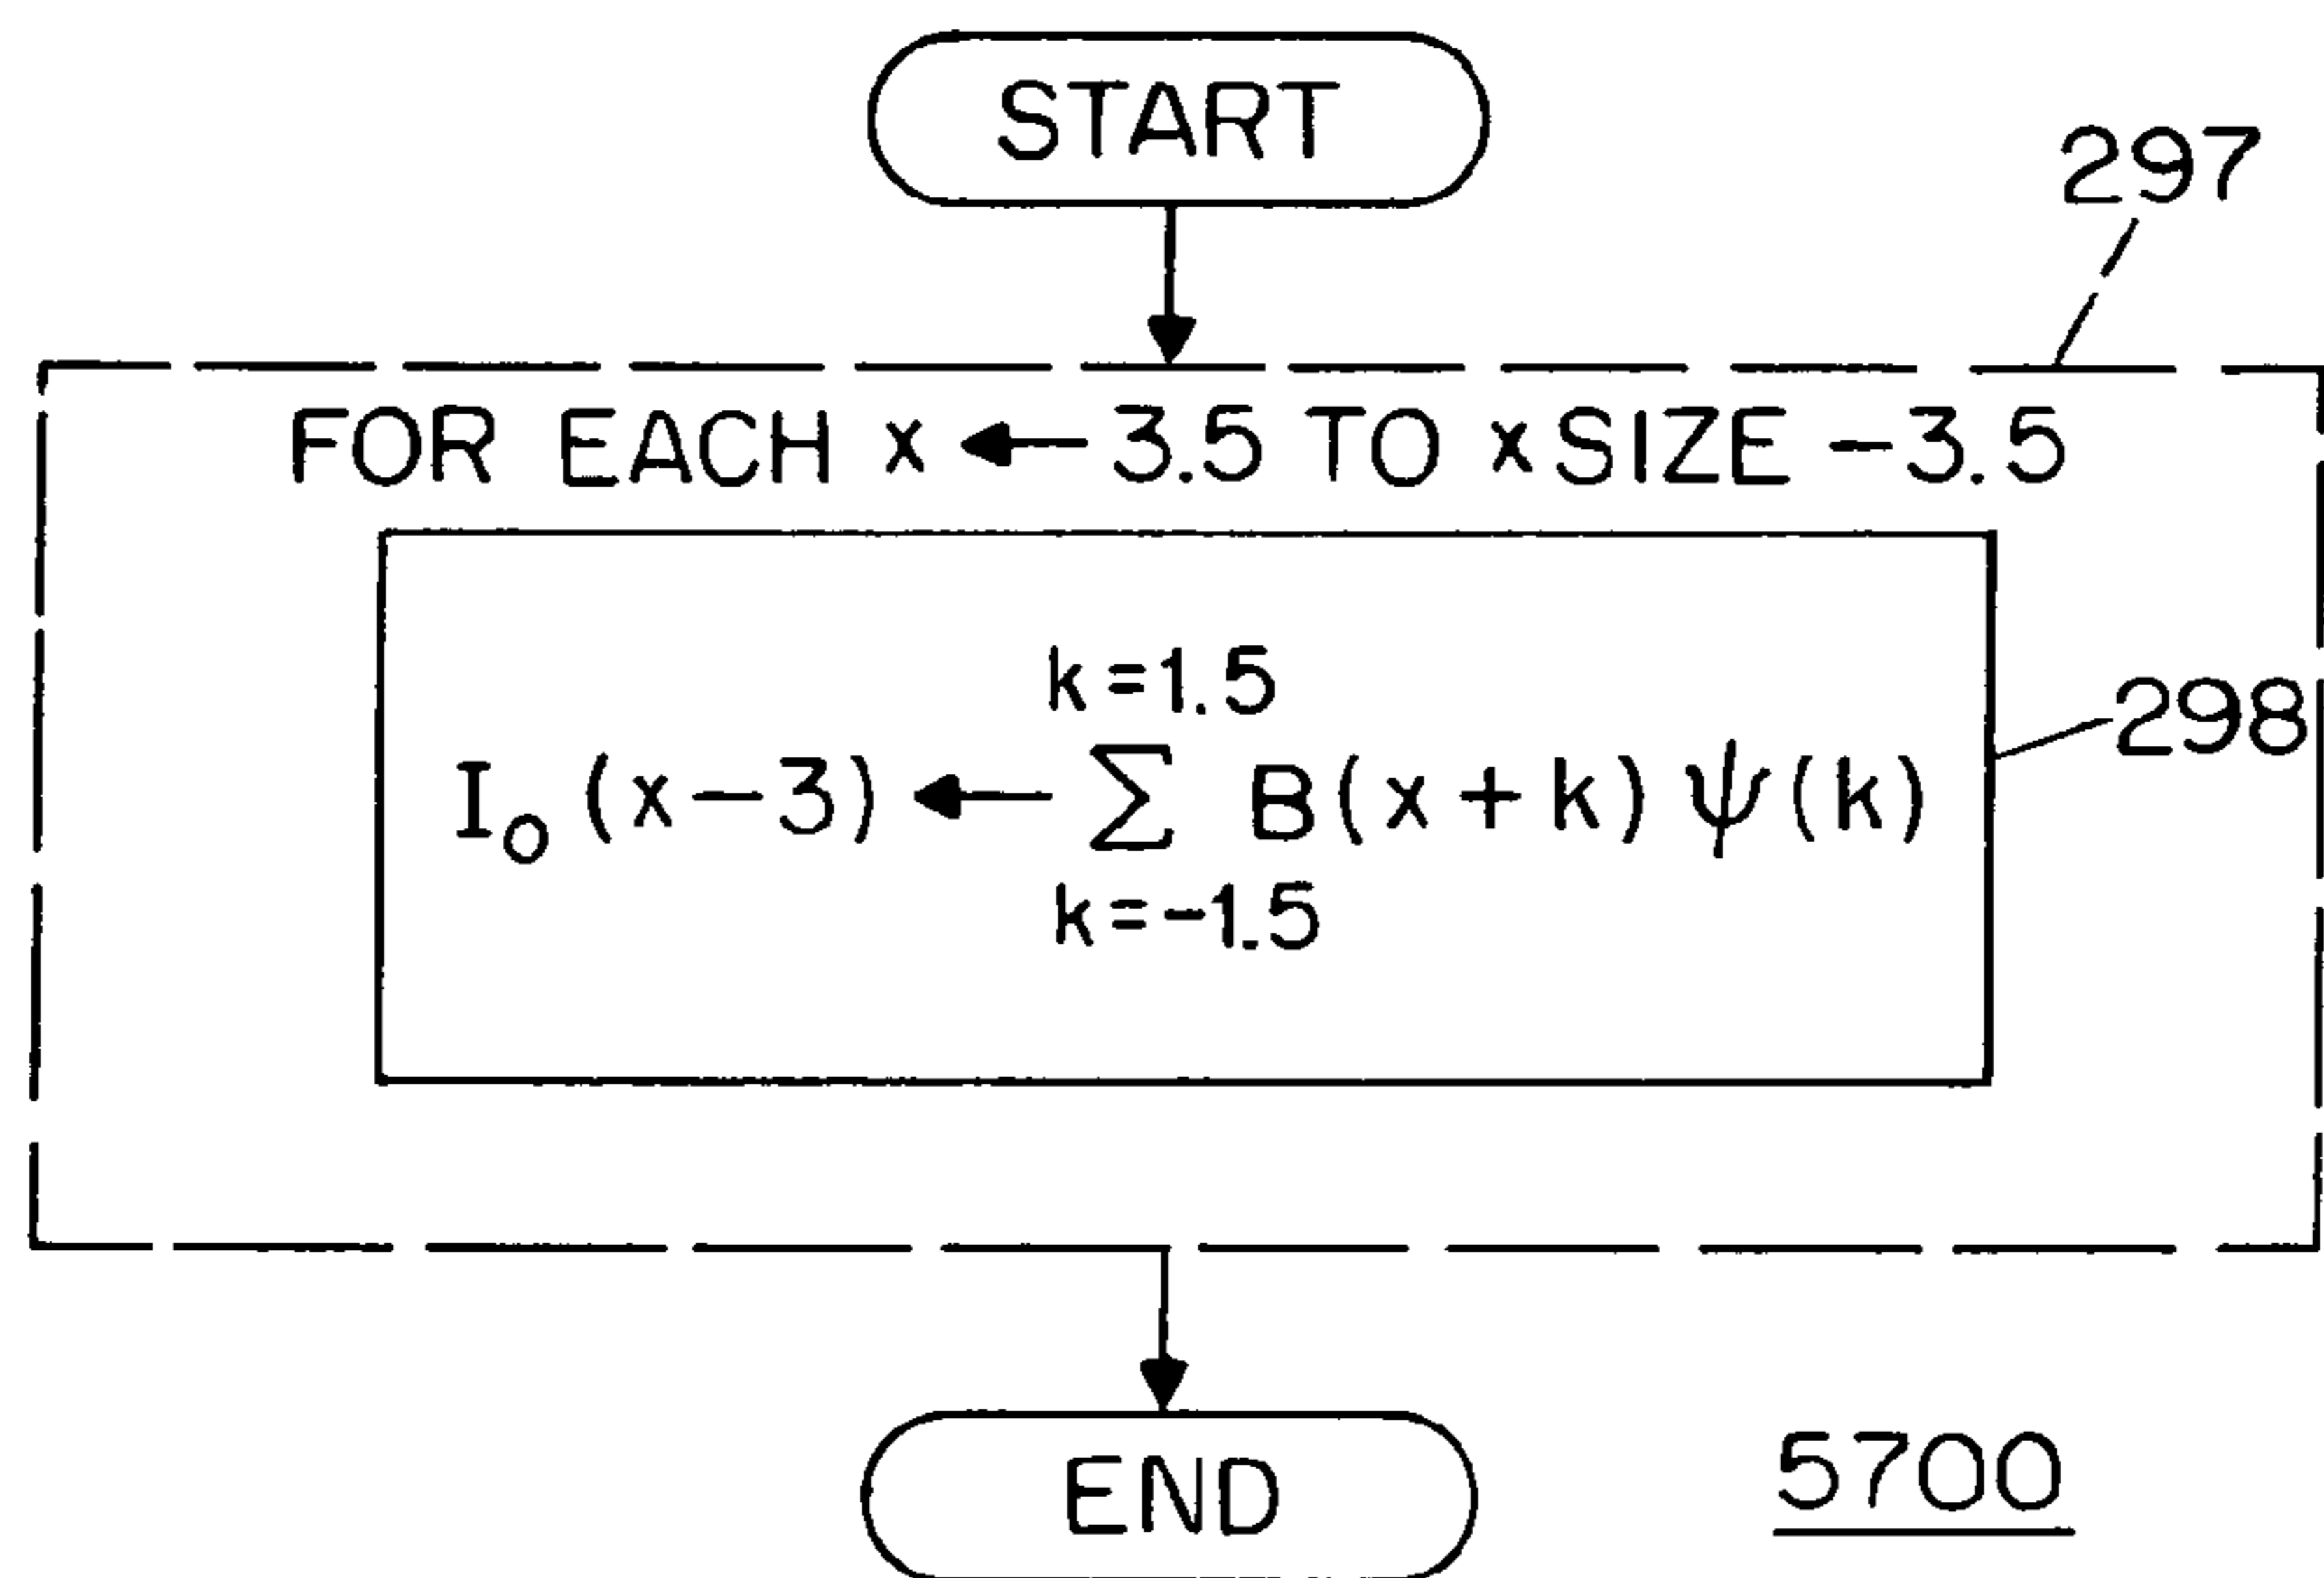 START
297
FOR EACH x ← 3.5 TO xSIZE -3.5
k=1.5
I₀ (x-3) ← ∑ B(x+k) ψ(k)
k=-1.5
298
END
5700